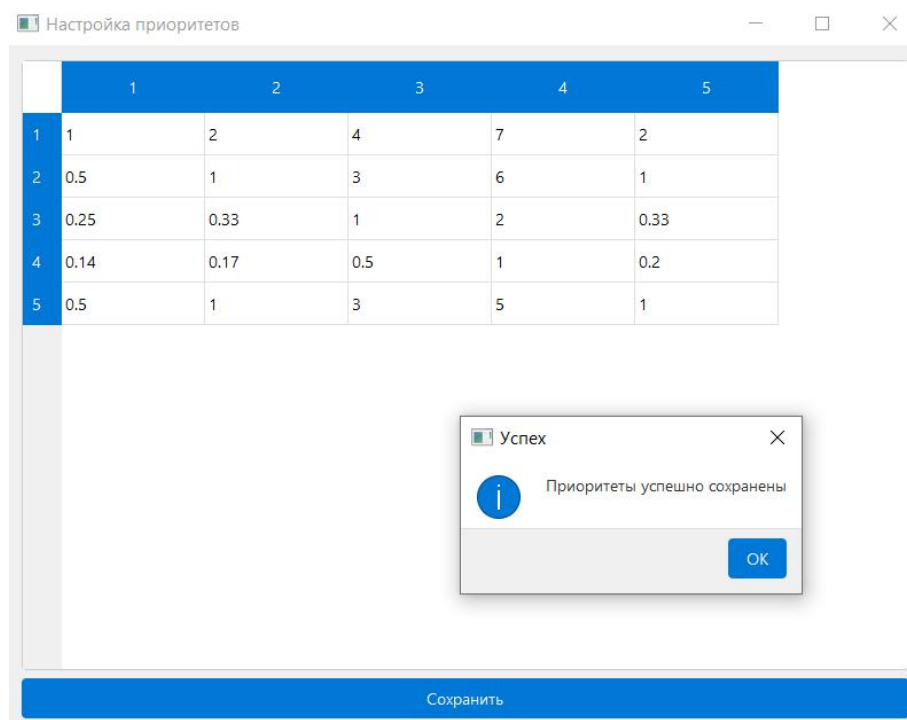 Настройка приоритетов
1 2 3 4 5
1 1 2 4 7 2
2 0.5 1 3 6 1
3 0.25 0.33 1 2 0.33
4 0.14 0.17 0.5 1 0.2
5 0.5 1 3 5 1
Успех
Приоритеты успешно сохранены
OK
Сохранить